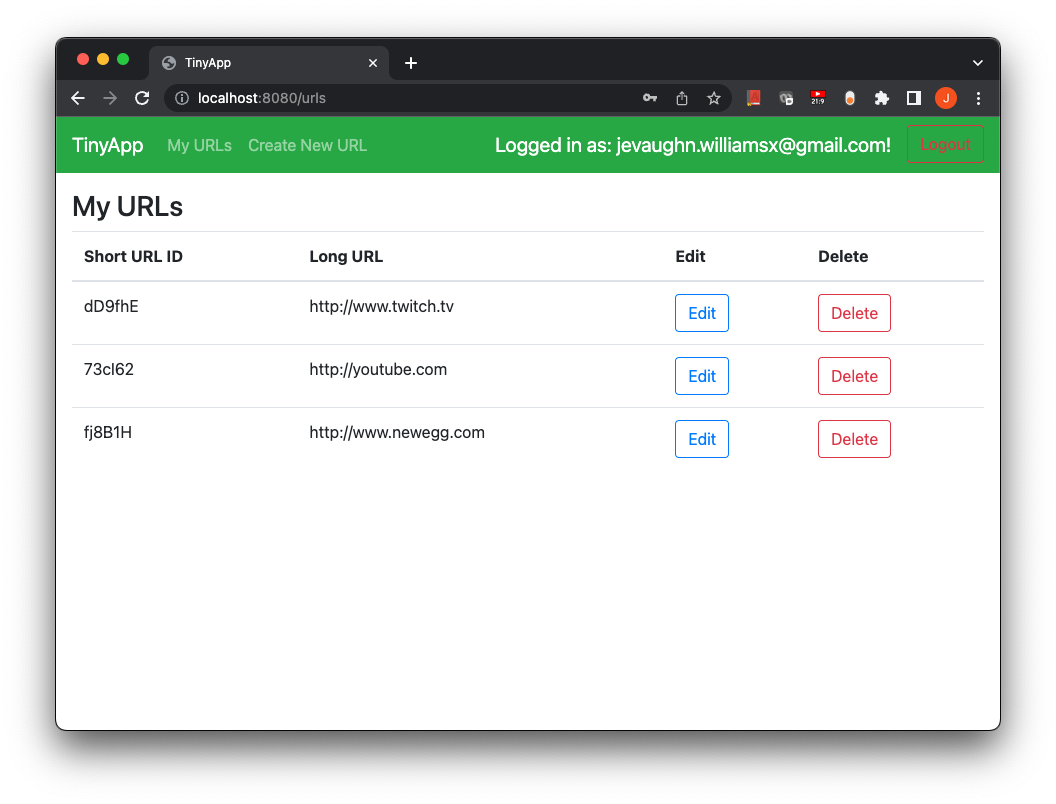 TinyApp
localhost:8080/urls
21:9
J
TinyApp My URLs Create New URL Logged in as: jevaughn.williamsx@gmail.com! Logout
My URLs
Short URL ID Long URL Edit Delete
dD9fhE http://www.twitch.tv Edit Delete
73cI62 http://youtube.com Edit Delete
fj8B1H http://www.newegg.com Edit Delete